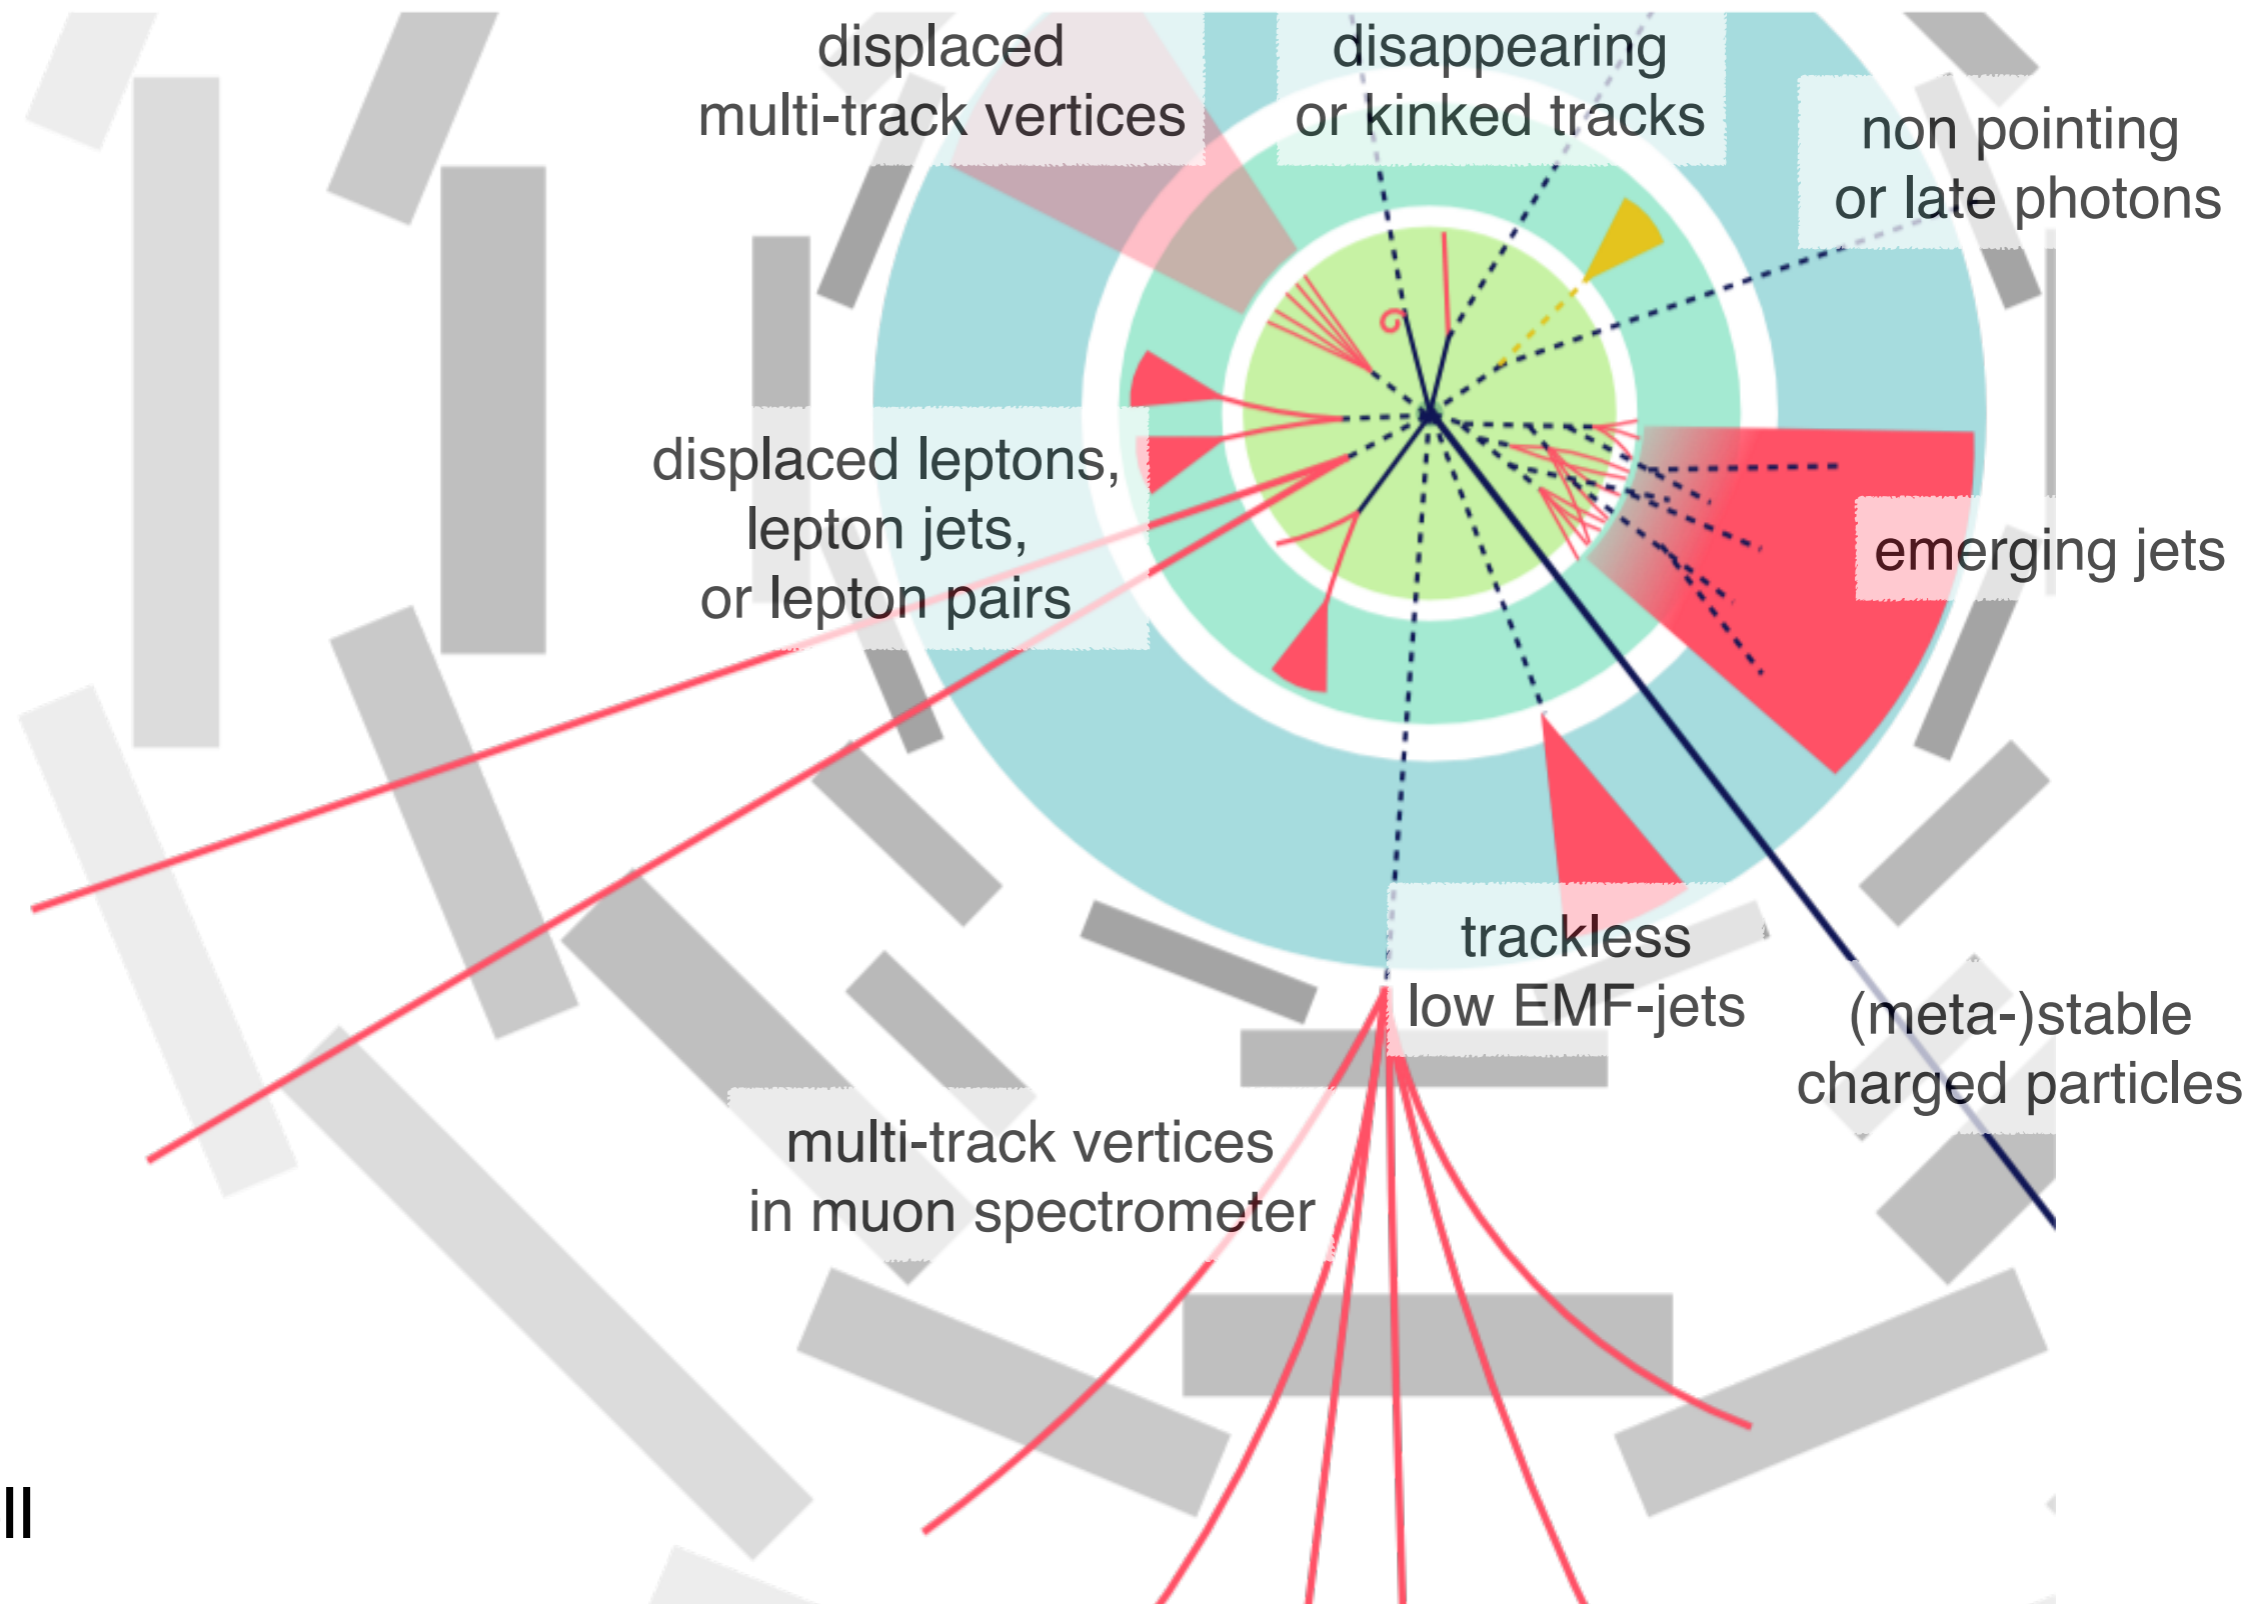 displaced
multi-track vertices
disappearing
or kinked tracks
non pointing
or late photons
displaced leptons,
lepton jets,
or lepton pairs
emerging jets
trackless
low EMF-jets
(meta-)stable
charged particles
multi-track vertices
in muon spectrometer
ll